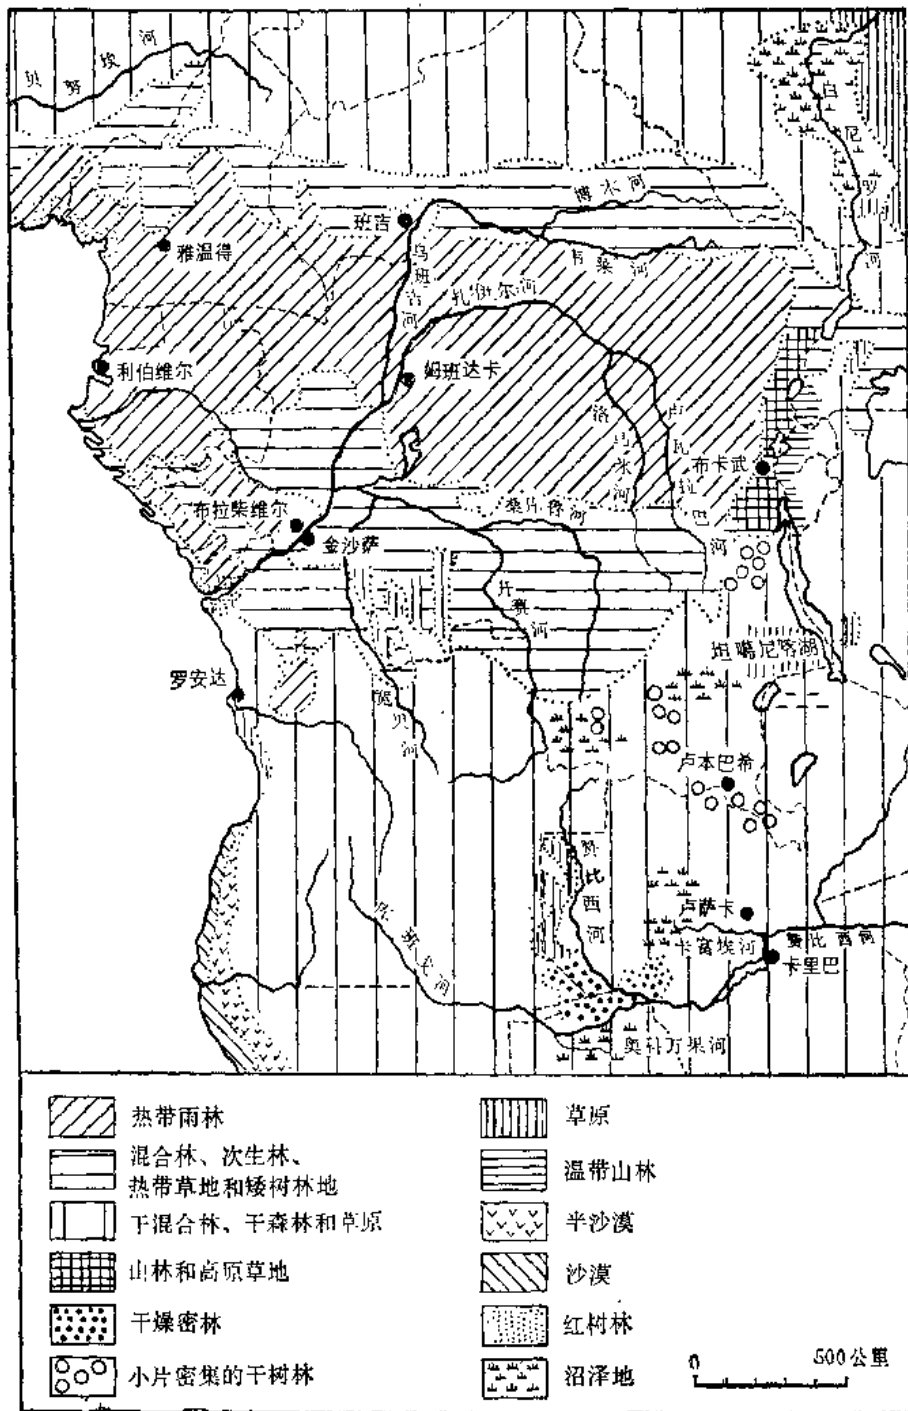 贝努埃河
白尼罗河
博木河
班吉
雅温得
韦莱河
乌班吉河
扎伊尔河
利伯维尔
姆班达卡
洛马米河
卢瓦拉巴河
布卡武
布拉柴维尔
桑库鲁河
金沙萨
开赛河
坦噶尼喀湖
罗安达
宽果河
卢本巴希
赞比西河
卢萨卡
库班戈河
卡富埃河
赞比西河
卡里巴
奥科万果河
热带雨林
混合林、次生林、
热带草地和矮树林地
干混合林、干森林和草原
山林和高原草地
干燥密林
小片密集的干树林
草原
温带山林
半沙漠
沙漠
红树林
沼泽地
0 500公里